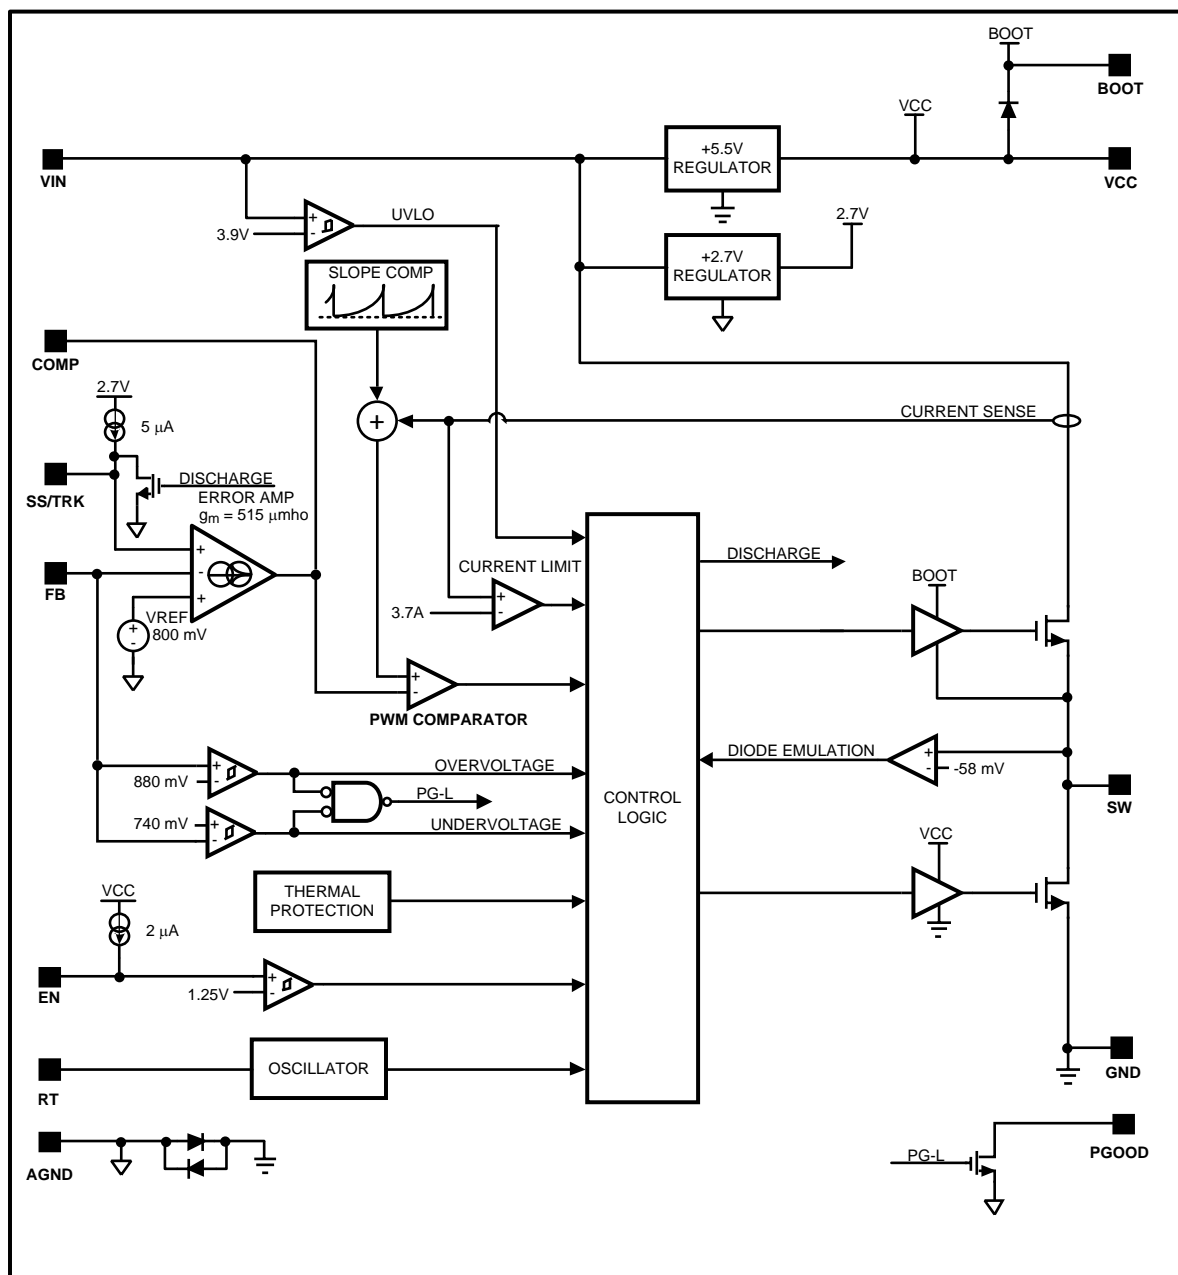 BOOT
BOOT
VCC
+5.5V
REGULATOR
VIN
VCC
UVLO
3.9V
+
-
2.7V
+2.7V
REGULATOR
SLOPE COMP
COMP
2.7V
5 μA
+
CURRENT SENSE
SS/TRK
DISCHARGE
ERROR AMP
gm = 515 μmho
+
-
+
FB
VREF
800 mV
+
-
CURRENT LIMIT
3.7A
+
-
DISCHARGE
BOOT
+
-
PWM COMPARATOR
DIODE EMULATION
+
-
-58 mV
SW
880 mV
+
-
OVERVOLTAGE
PG-L
740 mV
+
-
UNDERVOLTAGE
CONTROL
LOGIC
VCC
THERMAL
PROTECTION
VCC
2 μA
EN
1.25V
+
-
RT
OSCILLATOR
GND
AGND
PG-L
PGOOD